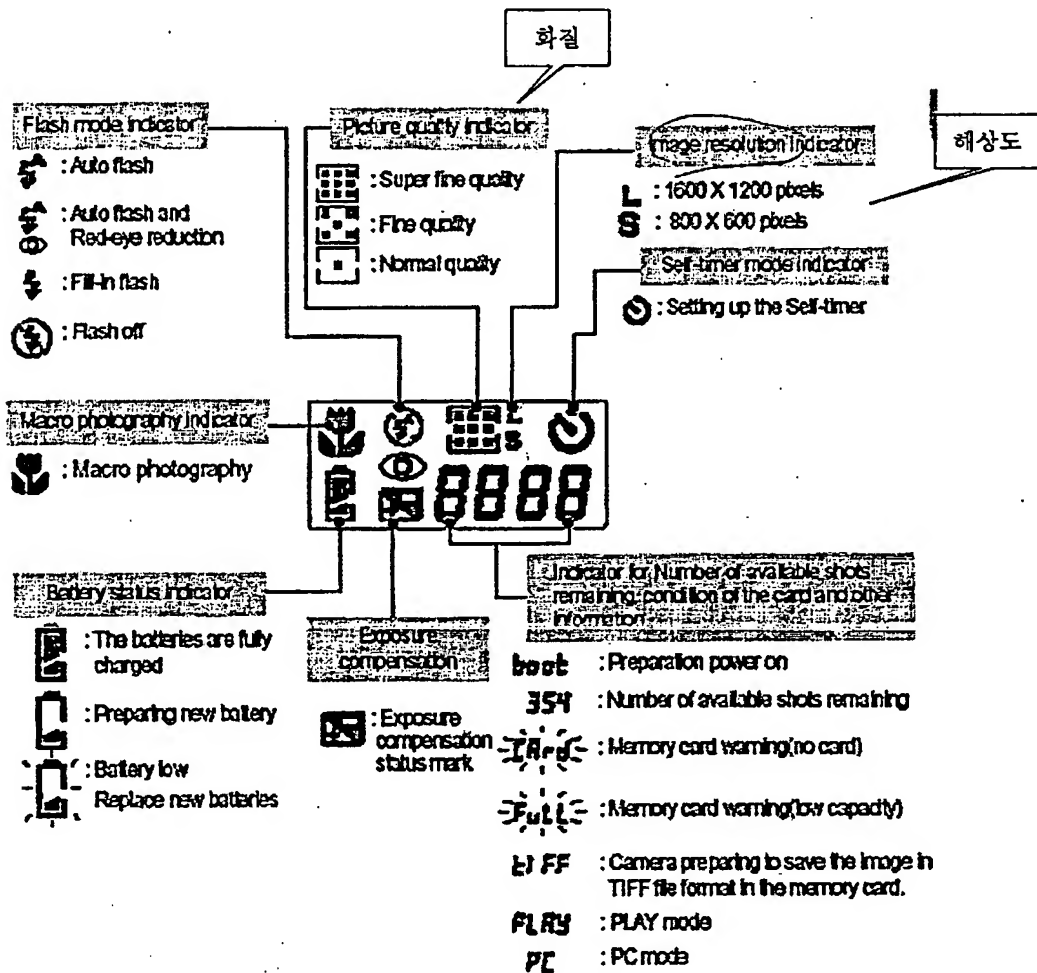 화질
해상도
Flash mode indicator
: Auto flash
: Auto flash and
Red-eye reduction
: Fill-in flash
: Flash off
Picture quality indicator
: Super fine quality
: Fine quality
: Normal quality
Image resolution indicator
L : 1600 X 1200 pixels
S : 800 X 600 pixels
Self-timer mode indicator
: Setting up the Self-timer
Macro photography indicator
: Macro photography
L
S
8888
Battery status indicator
: The batteries are fully
charged
: Preparing new battery
: Battery low
Replace new batteries
Exposure
compensation
: Exposure
compensation
status mark
Indicator for Number of available shots
remaining, condition of the card and other
information
boot : Preparation power on
354 : Number of available shots remaining
CArd : Memory card warning(no card)
FuLL : Memory card warning(low capacity)
tIFF : Camera preparing to save the image in
TIFF file format in the memory card.
PLAY : PLAY mode
PC : PC mode